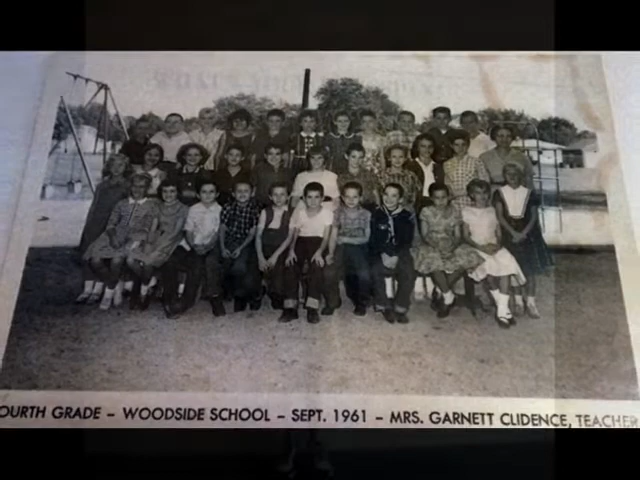 OURTH GRADE – WOODSIDE SCHOOL – SEPT. 1961 – MRS. GARNETT CLIDENCE, TEACHER